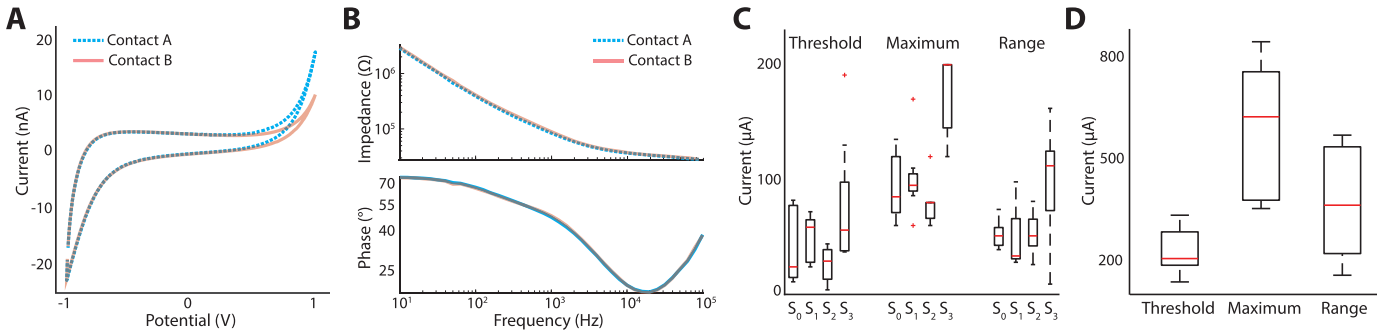 A
20
10
0
-10
-20
Current (nA)
Contact A
Contact B
-1
0
1
Potential (V)
B
Contact A
Contact B
Impedance (Ω)
10⁶
10⁵
Phase (°)
70
55
40
25
10¹
10²
10³
10⁴
10⁵
Frequency (Hz)
C
Threshold
Maximum
Range
200
100
0
Current (µA)
S₀ S₁ S₂ S₃
S₀ S₁ S₂ S₃
S₀ S₁ S₂ S₃
D
800
500
200
Current (µA)
Threshold
Maximum
Range